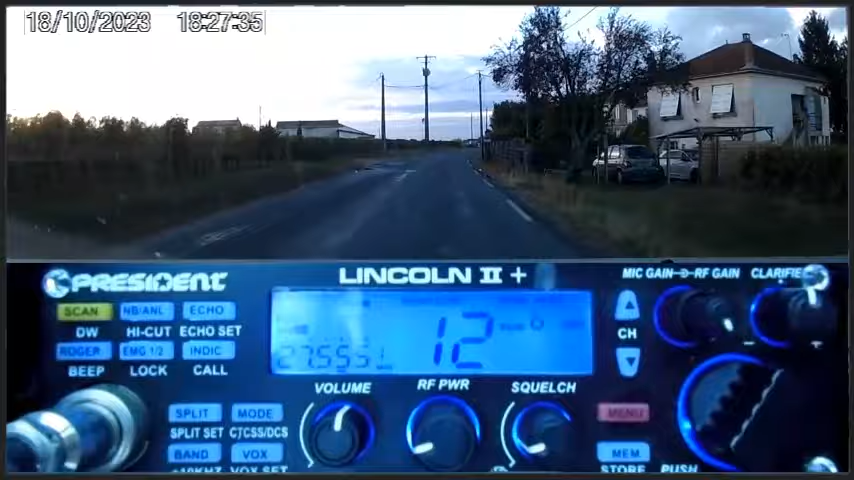 18/10/2023 18:27:35
PRESIDENT LINCOLN II + MIC GAIN RF GAIN CLARIFIE
SCAN NB/ANL ECHO
DW HI-CUT ECHO SET
ROGER EMG 1/2 INDIC
BEEP LOCK CALL
CH
12
27.555
VOLUME RF PWR SQUELCH
SPLIT MODE
SPLIT SET CTCSS/DCS
BAND VOX
+10KHZ VOX SET
MENU
MEM.
STORE PUSH
- +